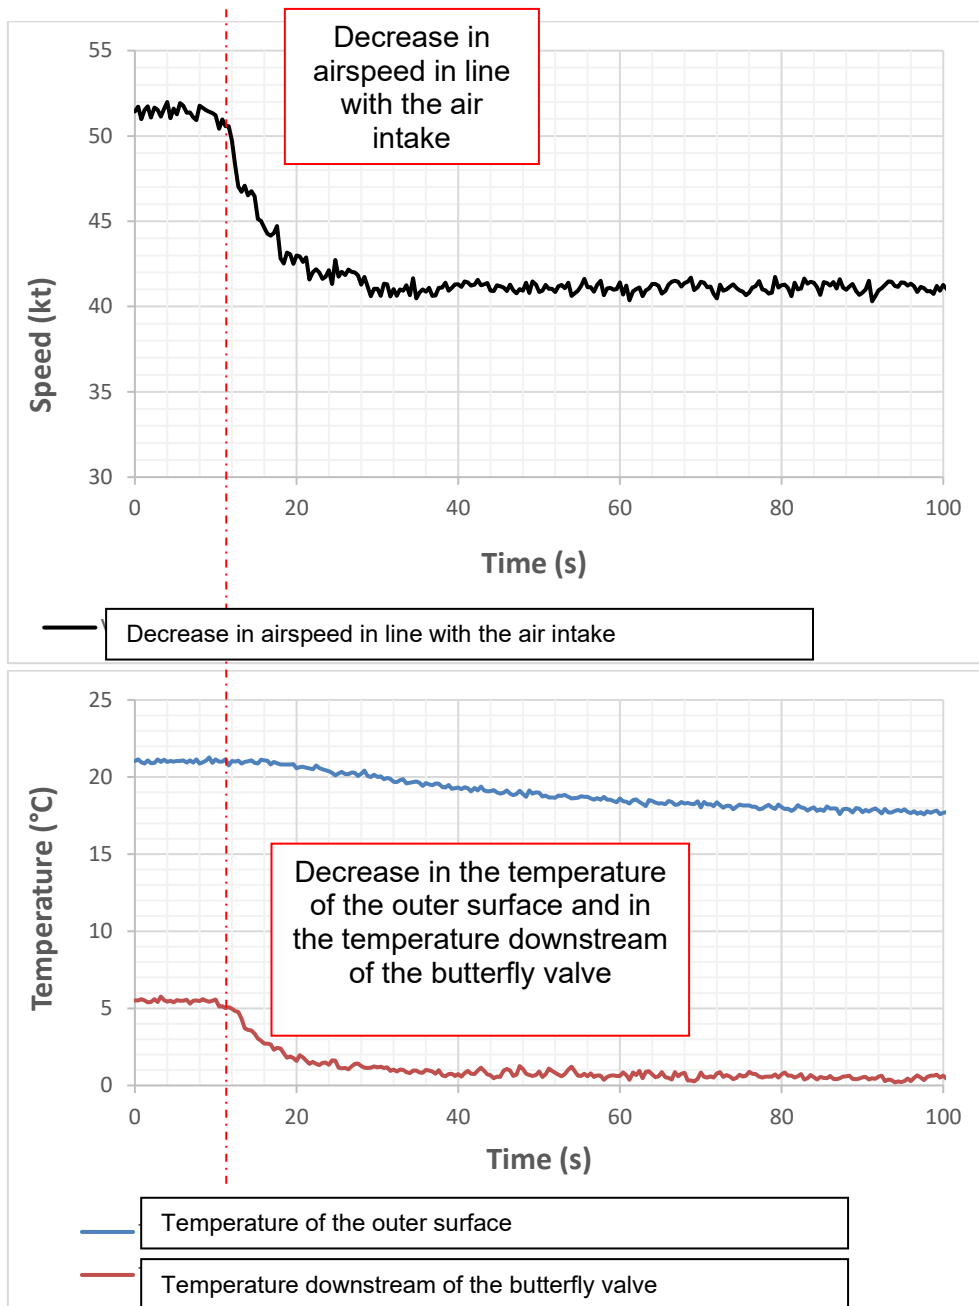 Decrease in
airspeed in line
with the air
intake
55
50
45
40
35
30
Speed (kt)
0 20 40 60 80 100
Time (s)
Decrease in airspeed in line with the air intake
25
20
15
10
5
0
Temperature (°C)
Decrease in the temperature
of the outer surface and in
the temperature downstream
of the butterfly valve
0 20 40 60 80 100
Time (s)
Temperature of the outer surface
Temperature downstream of the butterfly valve